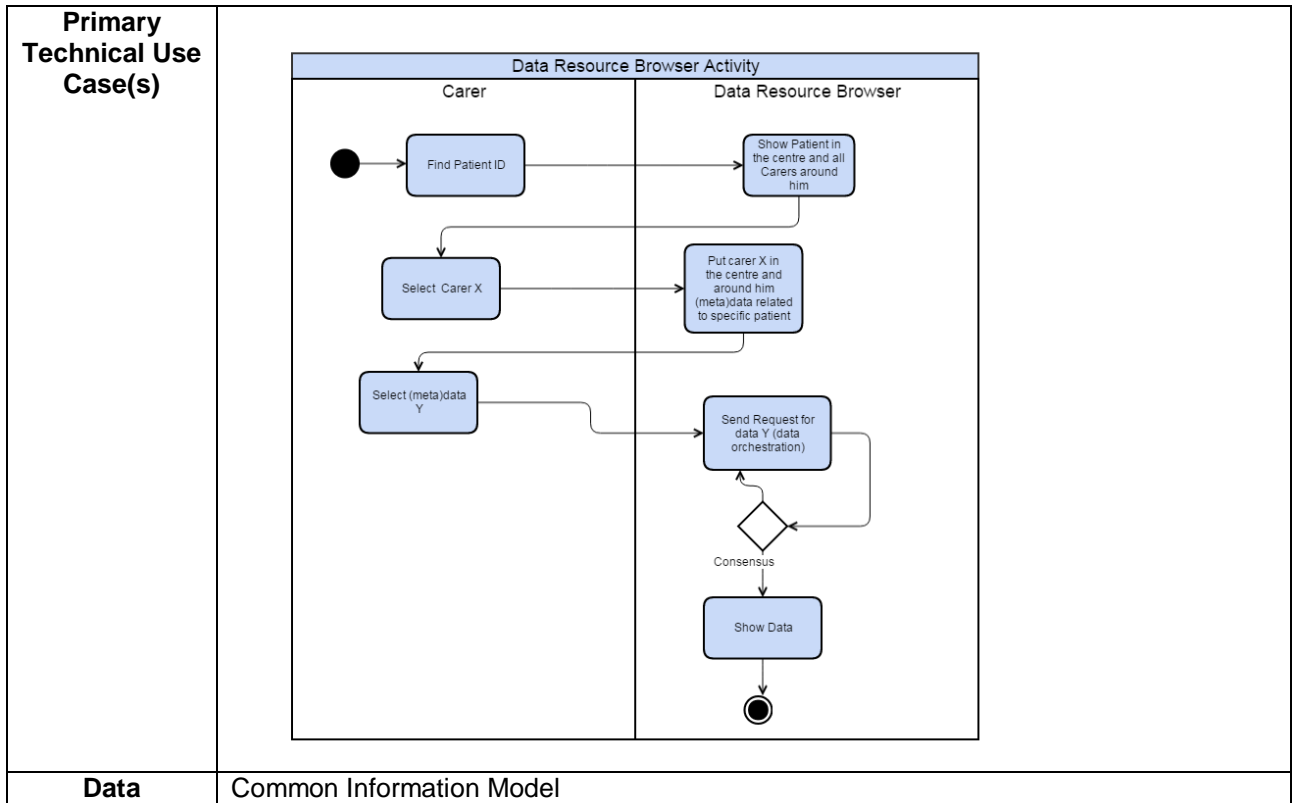 Primary
Technical Use
Case(s)
Data Resource Browser Activity
Carer
Data Resource Browser
Find Patient ID
Show Patient in
the centre and all
Carers around
him
Select Carer X
Put carer X in
the centre and
around him
(meta)data related
to specific patient
Select (meta)data
Y
Send Request for
data Y (data
orchestration)
Consensus
Show Data
Data
Common Information Model